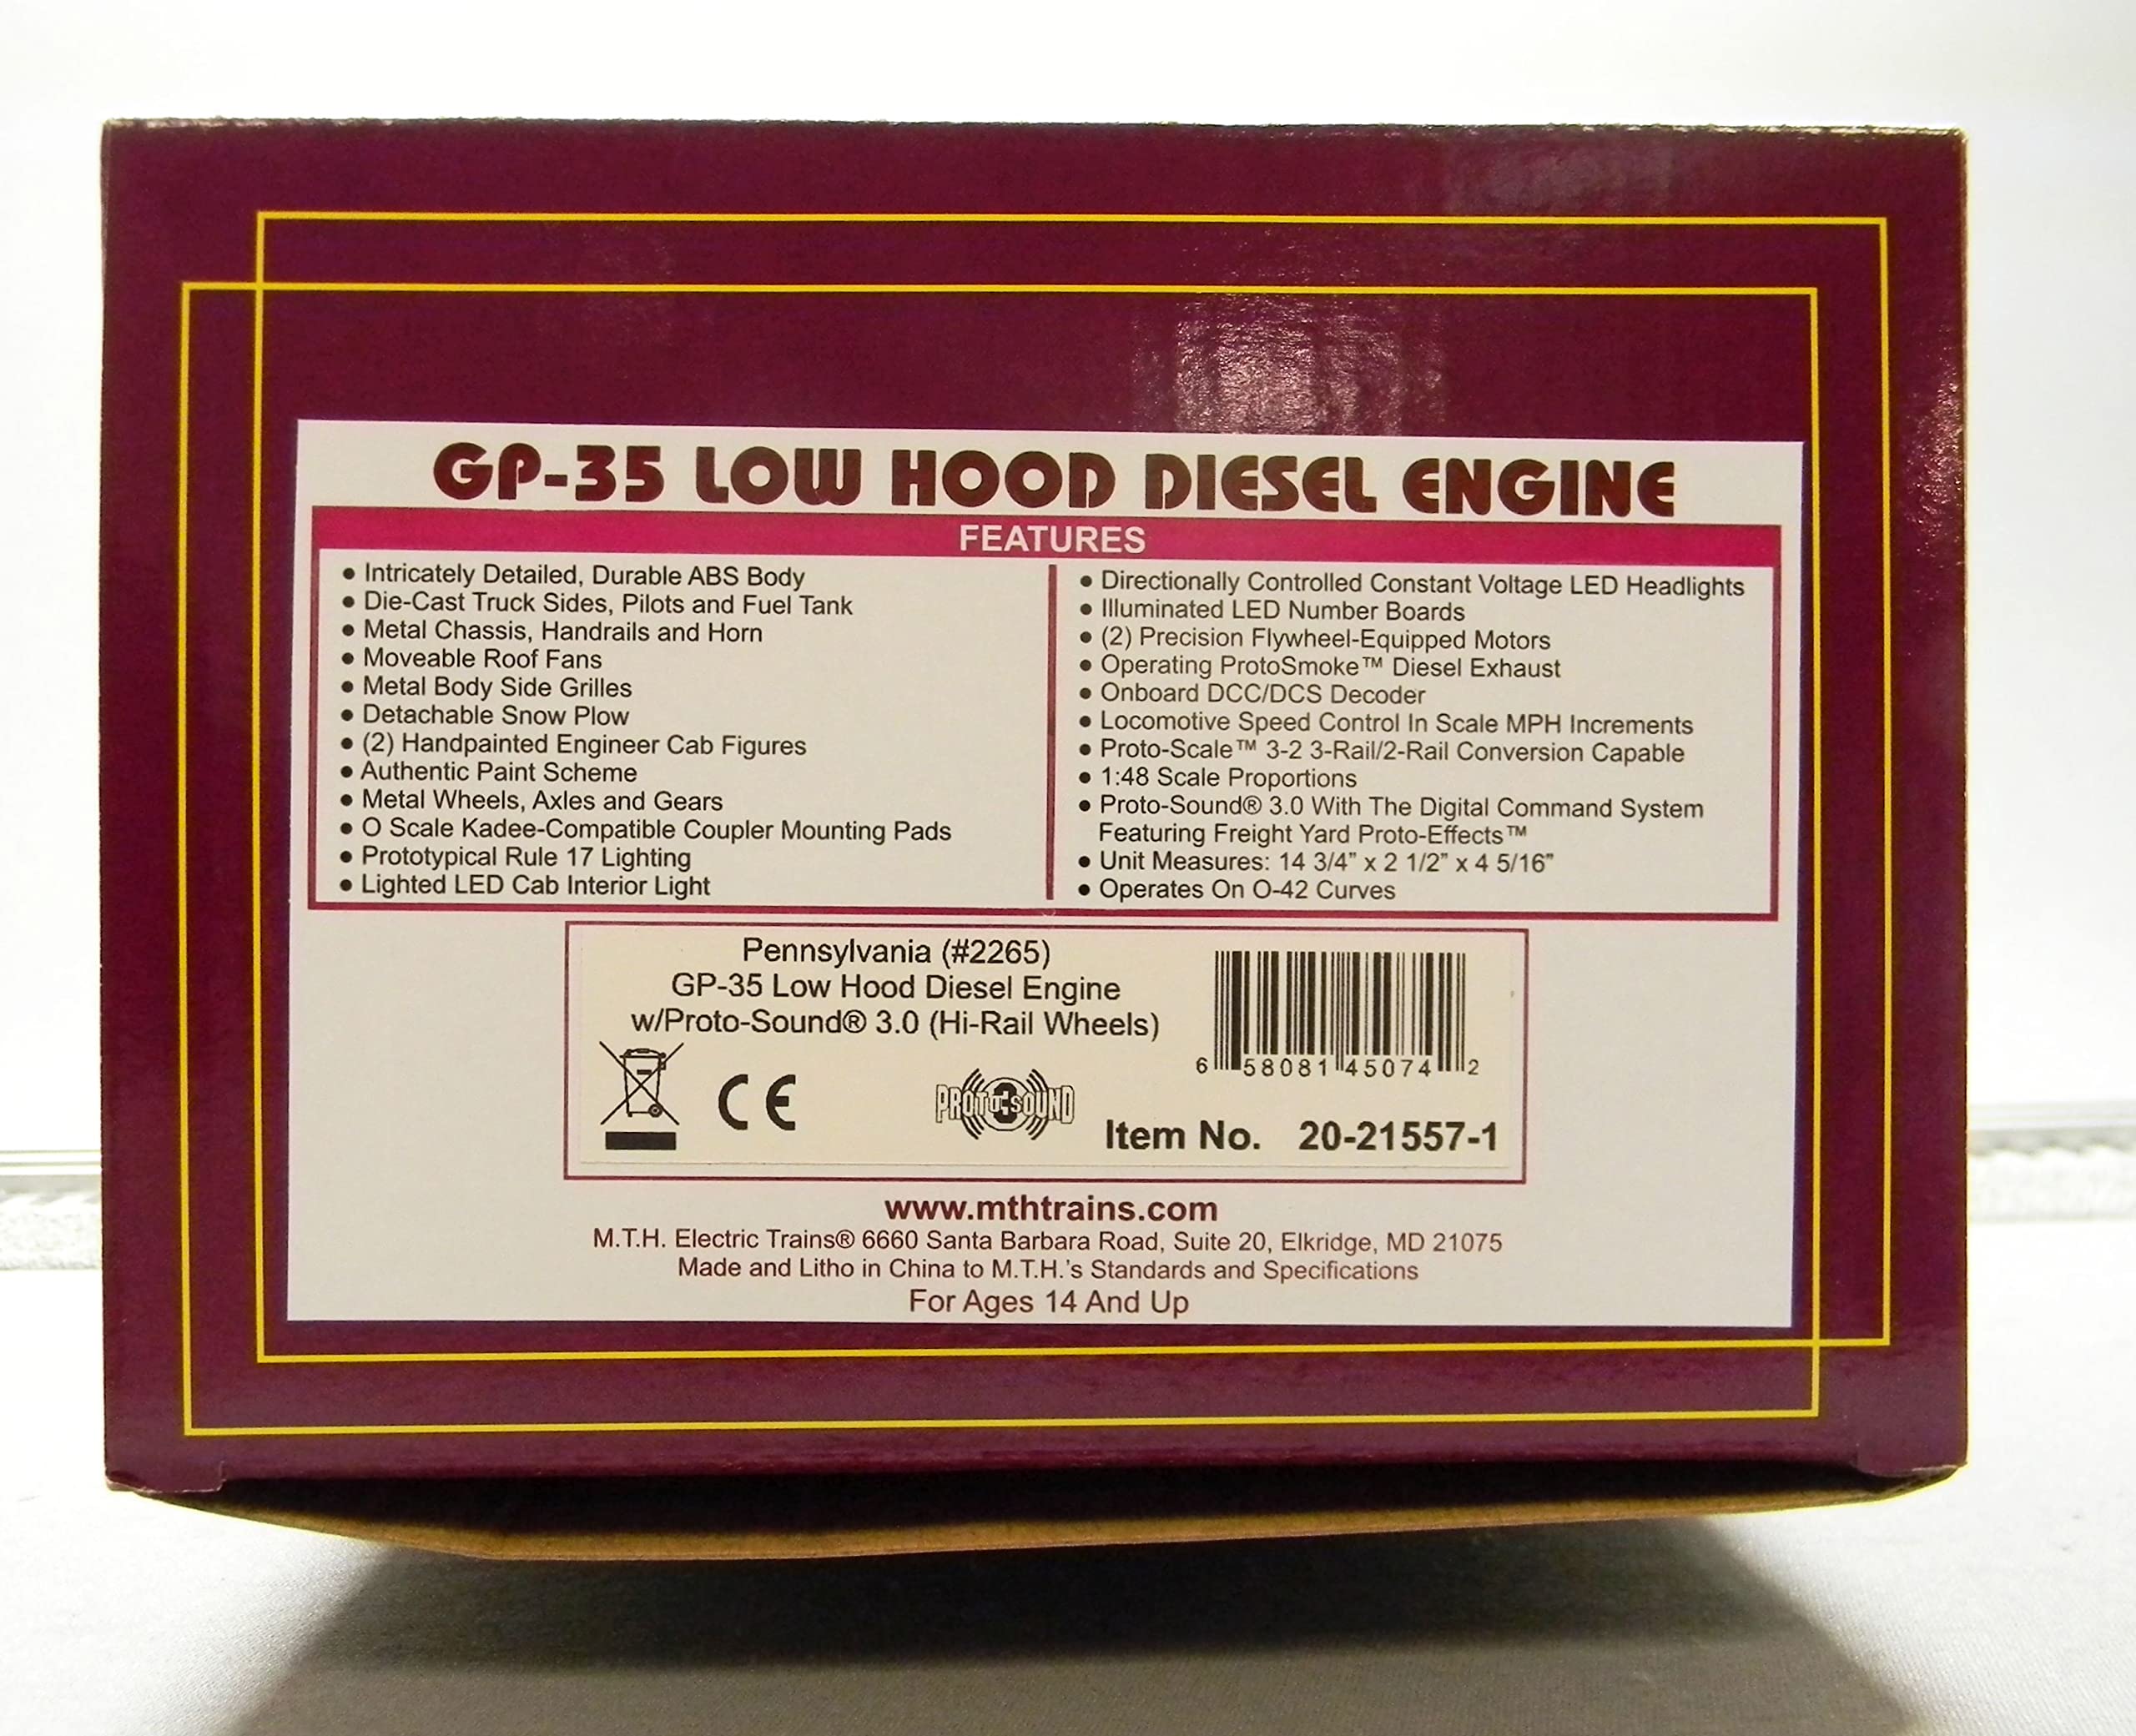 GP-35 LOW HOOD DIESEL ENGINE
FEATURES
• Intricately Detailed, Durable ABS Body
• Die-Cast Truck Sides, Pilots and Fuel Tank
• Metal Chassis, Handrails and Horn
• Moveable Roof Fans
• Metal Body Side Grilles
• Detachable Snow Plow
• (2) Handpainted Engineer Cab Figures
• Authentic Paint Scheme
• Metal Wheels, Axles and Gears
• O Scale Kadee-Compatible Coupler Mounting Pads
• Prototypical Rule 17 Lighting
• Lighted LED Cab Interior Light
• Directionally Controlled Constant Voltage LED Headlights
• Illuminated LED Number Boards
• (2) Precision Flywheel-Equipped Motors
• Operating ProtoSmoke™ Diesel Exhaust
• Onboard DCC/DCS Decoder
• Locomotive Speed Control In Scale MPH Increments
• Proto-Scale™ 3-2 3-Rail/2-Rail Conversion Capable
• 1:48 Scale Proportions
• Proto-Sound® 3.0 With The Digital Command System
Featuring Freight Yard Proto-Effects™
• Unit Measures: 14 3/4” x 2 1/2” x 4 5/16”
• Operates On O-42 Curves
Pennsylvania (#2265)
GP-35 Low Hood Diesel Engine
w/Proto-Sound® 3.0 (Hi-Rail Wheels)
6 58081 45074 2
CE
PROTO 3 SOUND
Item No. 20-21557-1
www.mthtrains.com
M.T.H. Electric Trains® 6660 Santa Barbara Road, Suite 20, Elkridge, MD 21075
Made and Litho in China to M.T.H.’s Standards and Specifications
For Ages 14 And Up